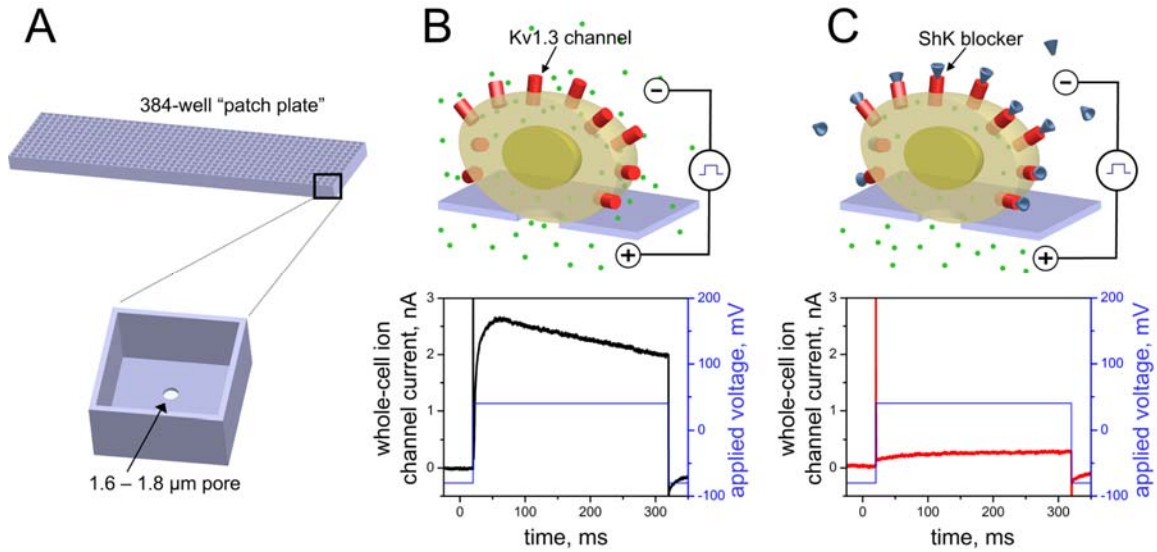 A
384-well “patch plate”
1.6 – 1.8 µm pore
B
Kv1.3 channel
−
+
3
2
1
0
whole-cell ion
channel current, nA
200
100
0
-100
applied voltage, mV
0
100
200
300
time, ms
C
ShK blocker
−
+
3
2
1
0
whole-cell ion
channel current, nA
200
100
0
-100
applied voltage, mV
0
100
200
300
time, ms